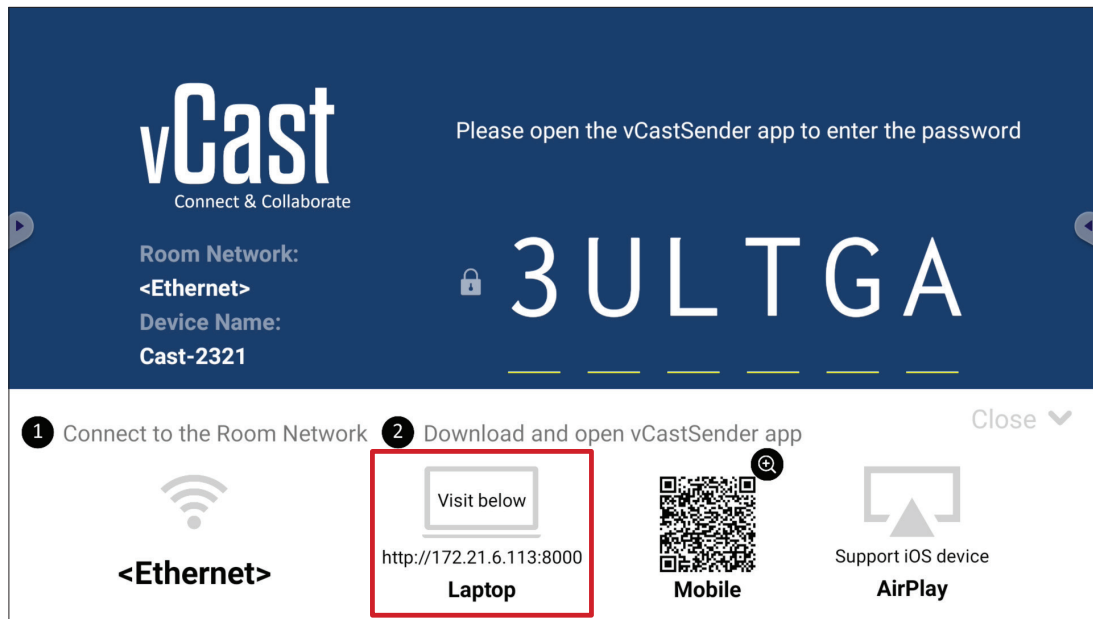 vCast
Connect & Collaborate
Please open the vCastSender app to enter the password
Room Network:
<Ethernet>
Device Name:
Cast-2321
3ULTGA
Close
1 Connect to the Room Network
2 Download and open vCastSender app
<Ethernet>
Visit below
http://172.21.6.113:8000
Laptop
Mobile
Support iOS device
AirPlay